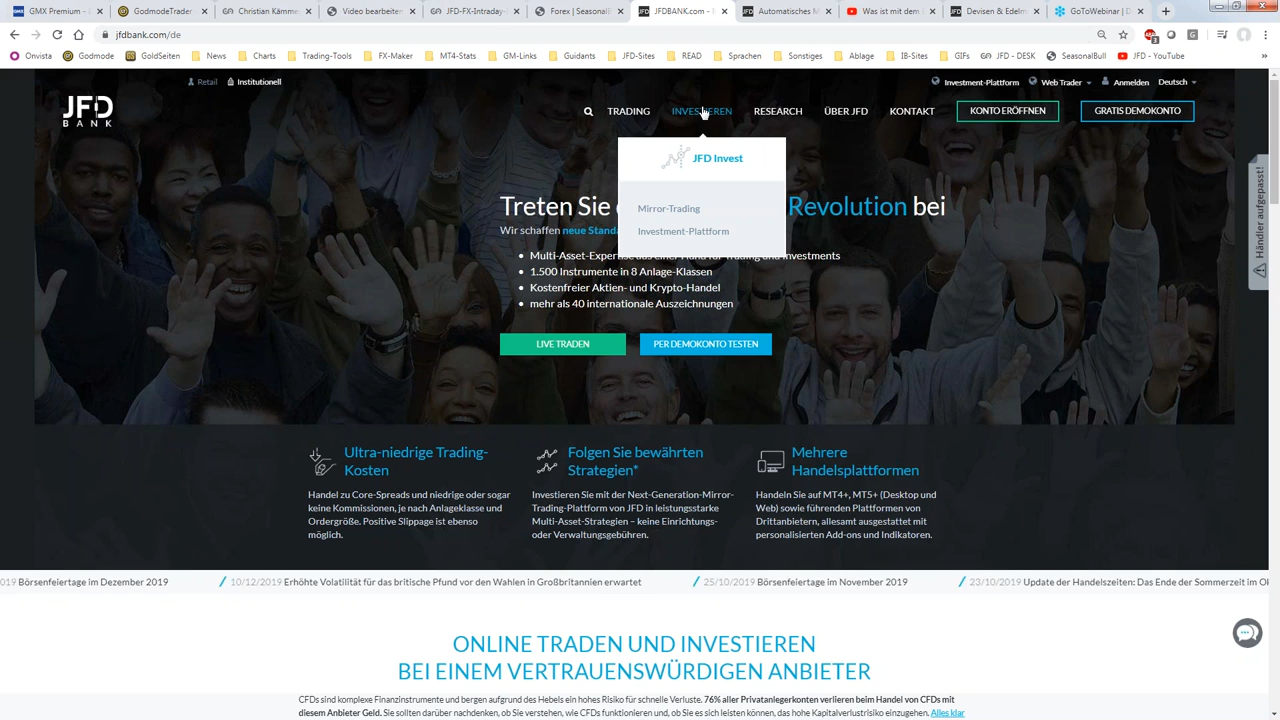 GMX Premium - E
GodmodeTrader
Christian Kämme
Video bearbeiten
JFD-FX-Intraday-
Forex | SeasonalB
JFDBANK.com -
Automatisches M
Was ist mit dem
Devisen & Edelm
GoToWebinar | D
jfdbank.com/de
Onvista
Godmode
GoldSeiten
News
Charts
Trading-Tools
FX-Maker
MT4-Stats
GM-Links
Guidants
JFD-Sites
READ
Sprachen
Sonstiges
Ablage
IB-Sites
GIFs
JFD - DESK
SeasonalBull
JFD - YouTube
Retail
Institutionell
Investment-Plattform
Web Trader
Anmelden
Deutsch
JFD
BANK
TRADING
INVESTIEREN
RESEARCH
ÜBER JFD
KONTAKT
KONTO ERÖFFNEN
GRATIS DEMOKONTO
JFD Invest
Mirror-Trading
Investment-Plattform
Händler aufgepasst!
Treten Sie Revolution bei
Wir schaffen neue
Multi-Asset-Expertise aus einer Hand für Trading und Investments
1.500 Instrumente in 8 Anlage-Klassen
Kostenfreier Aktien- und Krypto-Handel
mehr als 40 internationale Auszeichnungen
LIVE TRADEN
PER DEMOKONTO TESTEN
Ultra-niedrige Trading-
Kosten
Handel zu Core-Spreads und niedrige oder sogar
keine Kommissionen, je nach Anlageklasse und
Ordergröße. Positive Slippage ist ebenso
möglich.
Folgen Sie bewährten
Strategien*
Investieren Sie mit der Next-Generation-Mirror-
Trading-Plattform von JFD in leistungsstarke
Multi-Asset-Strategien – keine Einrichtungs-
oder Verwaltungsgebühren.
Mehrere
Handelsplattformen
Handeln Sie auf MT4+, MT5+ (Desktop und
Web) sowie führenden Plattformen von
Drittanbietern, allesamt ausgestattet mit
personalisierten Add-ons und Indikatoren.
019 Börsenfeiertage im Dezember 2019
10/12/2019 Erhöhte Volatilität für das britische Pfund vor den Wahlen in Großbritannien erwartet
25/10/2019 Börsenfeiertage im November 2019
23/10/2019 Update der Handelszeiten: Das Ende der Sommerzeit im Ok
ONLINE TRADEN UND INVESTIEREN
BEI EINEM VERTRAUENSWÜRDIGEN ANBIETER
CFDs sind komplexe Finanzinstrumente und bergen aufgrund des Hebels ein hohes Risiko für schnelle Verluste. 76% aller Privatanlegerkonten verlieren beim Handel von CFDs mit
diesem Anbieter Geld. Sie sollten darüber nachdenken, ob Sie verstehen, wie CFDs funktionieren und, ob Sie es sich leisten können, das hohe Kapitalverlustrisiko einzugehen. Alles klar